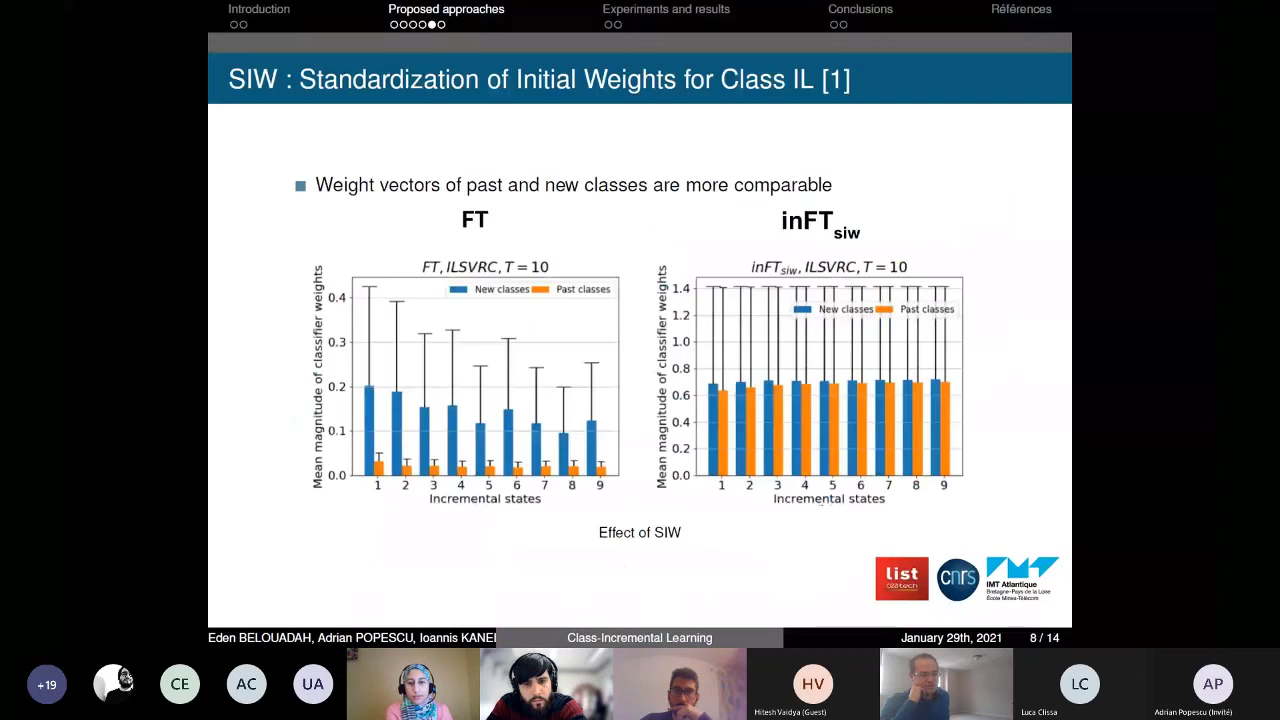 Introduction Proposed approaches Experiments and results Conclusions Références
SIW : Standardization of Initial Weights for Class IL [1]
Weight vectors of past and new classes are more comparable
FT
inFTsiw
FT, ILSVRC, T = 10
New classes Past classes
Mean magnitude of classifier weights
0.4
0.3
0.2
0.1
0.0
1 2 3 4 5 6 7 8 9
Incremental states
inFTsiw, ILSVRC, T = 10
New classes Past classes
Mean magnitude of classifier weights
1.4
1.2
1.0
0.8
0.6
0.4
0.2
0.0
1 2 3 4 5 6 7 8 9
Incremental states
Effect of SIW
list
cea tech
cnrs
IMT Atlantique
Bretagne-Pays de la Loire
École Mines-Télécom
Eden BELOUADAH, Adrian POPESCU, Ioannis KANE
Class-Incremental Learning
January 29th, 2021 8 / 14
+19
CE
AC
UA
HV
Hitesh Vaidya (Guest)
LC
Luca Clissa
AP
Adrian Popescu (Invité)